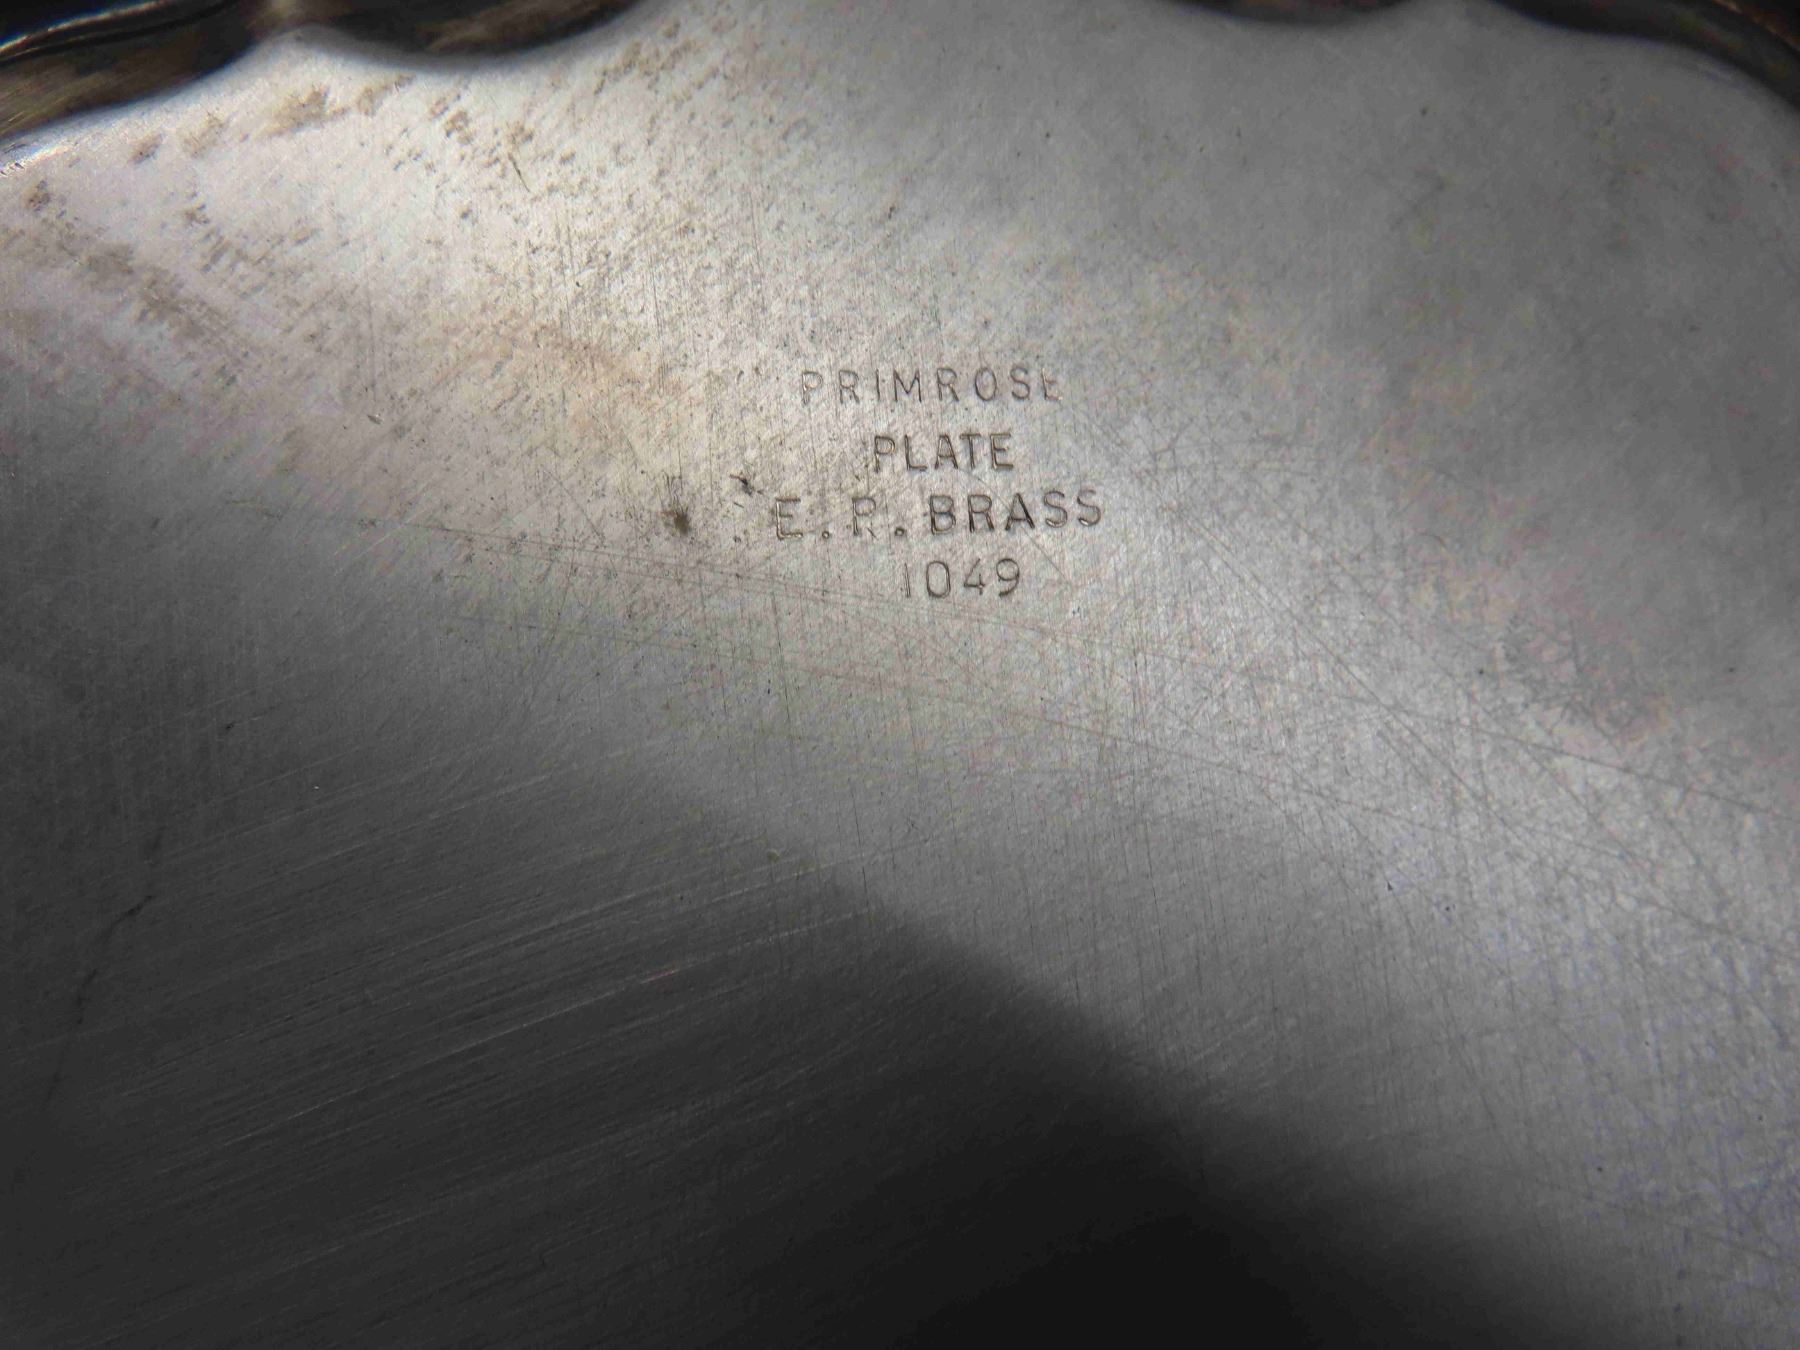 PRIMROSE
PLATE
E.P. BRASS
1049